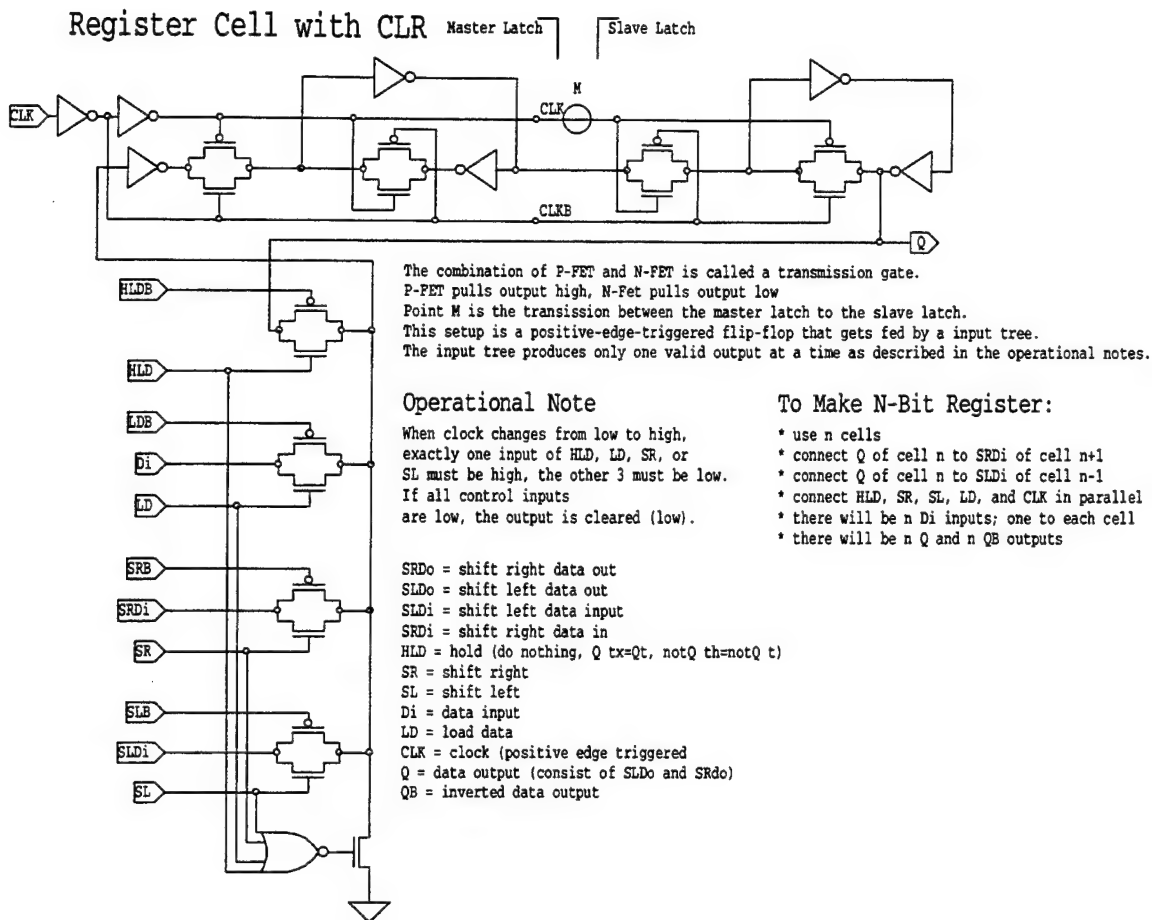 Register Cell with CLR
Master Latch
Slave Latch
M
CLK
CLK
CLKB
Q
HLDB
HLD
LDB
Di
LD
SRB
SRDi
SR
SLB
SLDi
SL
The combination of P-FET and N-FET is called a transmission gate.
P-FET pulls output high, N-Fet pulls output low
Point M is the transission between the master latch to the slave latch.
This setup is a positive-edge-triggered flip-flop that gets fed by a input tree.
The input tree produces only one valid output at a time as described in the operational notes.
Operational Note
When clock changes from low to high,
exactly one input of HLD, LD, SR, or
SL must be high, the other 3 must be low.
If all control inputs
are low, the output is cleared (low).
To Make N-Bit Register:
* use n cells
* connect Q of cell n to SRDi of cell n+1
* connect Q of cell n to SLDi of cell n-1
* connect HLD, SR, SL, LD, and CLK in parallel
* there will be n Di inputs; one to each cell
* there will be n Q and n QB outputs
SRDo = shift right data out
SLDo = shift left data out
SLDi = shift left data input
SRDi = shift right data in
HLD = hold (do nothing, Q tx=Qt, notQ th=notQ t)
SR = shift right
SL = shift left
Di = data input
LD = load data
CLK = clock (positive edge triggered
Q = data output (consist of SLDo and SRdo)
QB = inverted data output